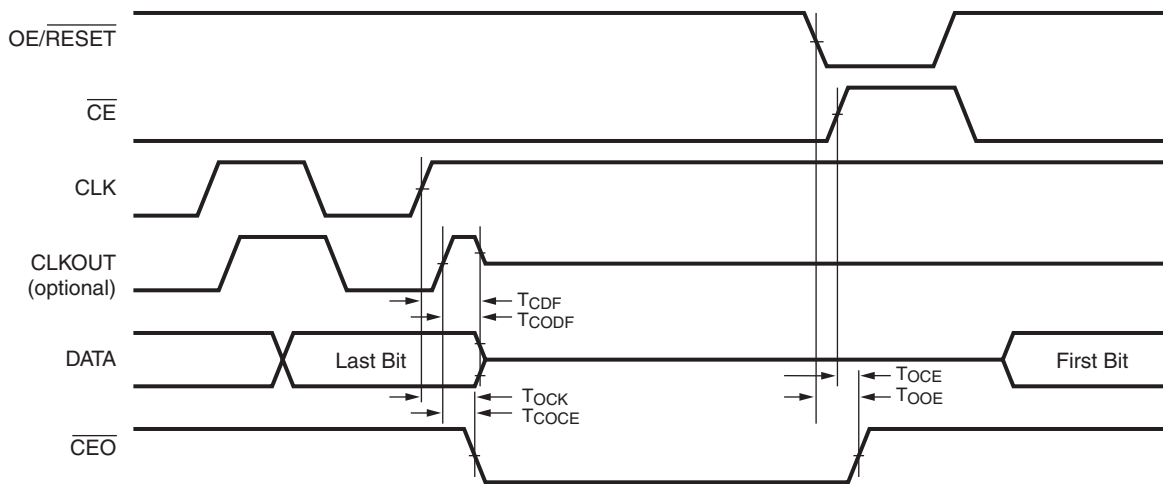 OE/RESET
CE
CLK
CLKOUT
(optional)
TCDF
TCODF
DATA
Last Bit
First Bit
TOCE
TOOE
TOCK
TCOCE
CEO